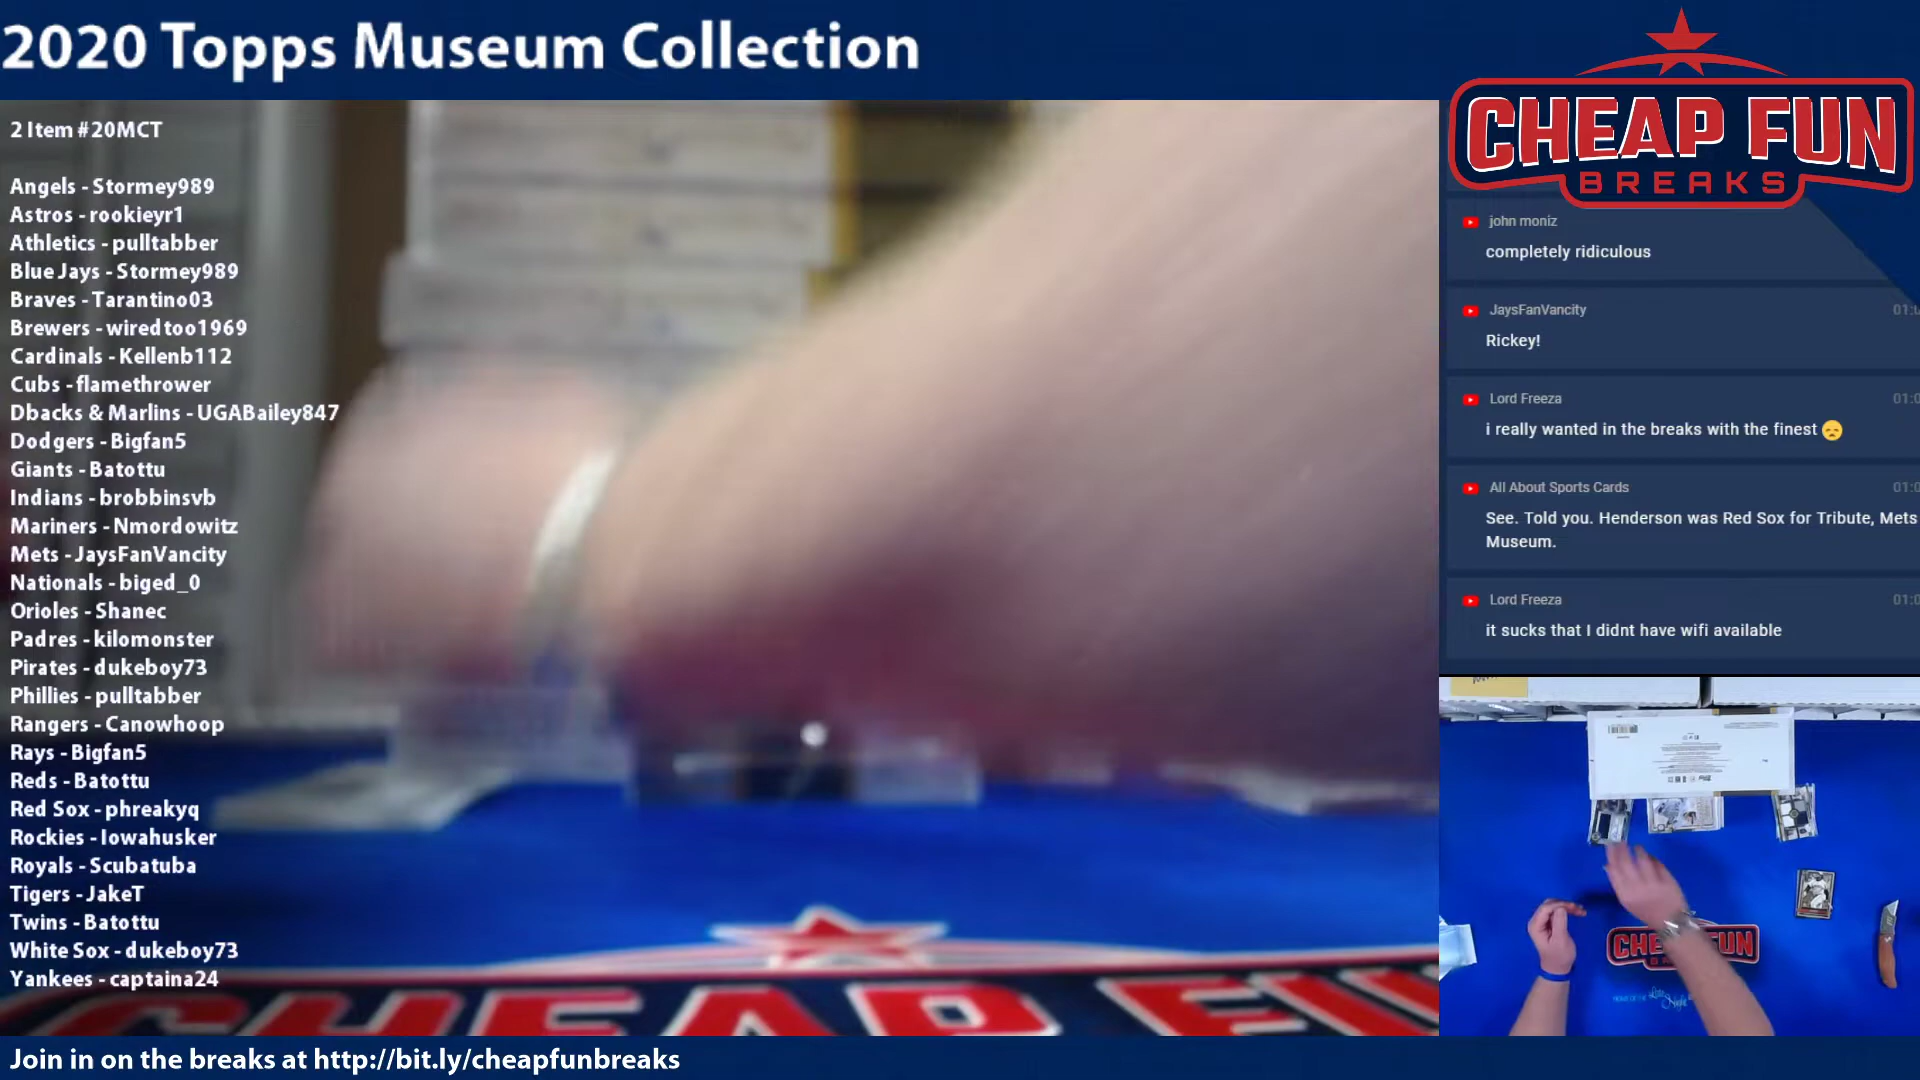 2020 Topps Museum Collection
CHEAP FUN
BREAKS
2 Item #20MCT
Angels - Stormey989
Astros - rookieyr1
Athletics - pulltabber
Blue Jays - Stormey989
Braves - Tarantino03
Brewers - wiredtoo1969
Cardinals - Kellenb112
Cubs - flamethrower
Dbacks & Marlins - UGABailey847
Dodgers - Bigfan5
Giants - Batottu
Indians - brobbinsvb
Mariners - Nmordowitz
Mets - JaysFanVancity
Nationals - biged_0
Orioles - Shanec
Padres - kilomonster
Pirates - dukeboy73
Phillies - pulltabber
Rangers - Canowhoop
Rays - Bigfan5
Reds - Batottu
Red Sox - phreakyq
Rockies - Iowahusker
Royals - Scubatuba
Tigers - JakeT
Twins - Batottu
White Sox - dukeboy73
Yankees - captaina24
john moniz
completely ridiculous
JaysFanVancity
Rickey!
Lord Freeza
i really wanted in the breaks with the finest 😞
All About Sports Cards
See. Told you. Henderson was Red Sox for Tribute, Mets
Museum.
Lord Freeza
it sucks that I didnt have wifi available
CHEAP FU
CHEAP FUN
Join in on the breaks at http://bit.ly/cheapfunbreaks